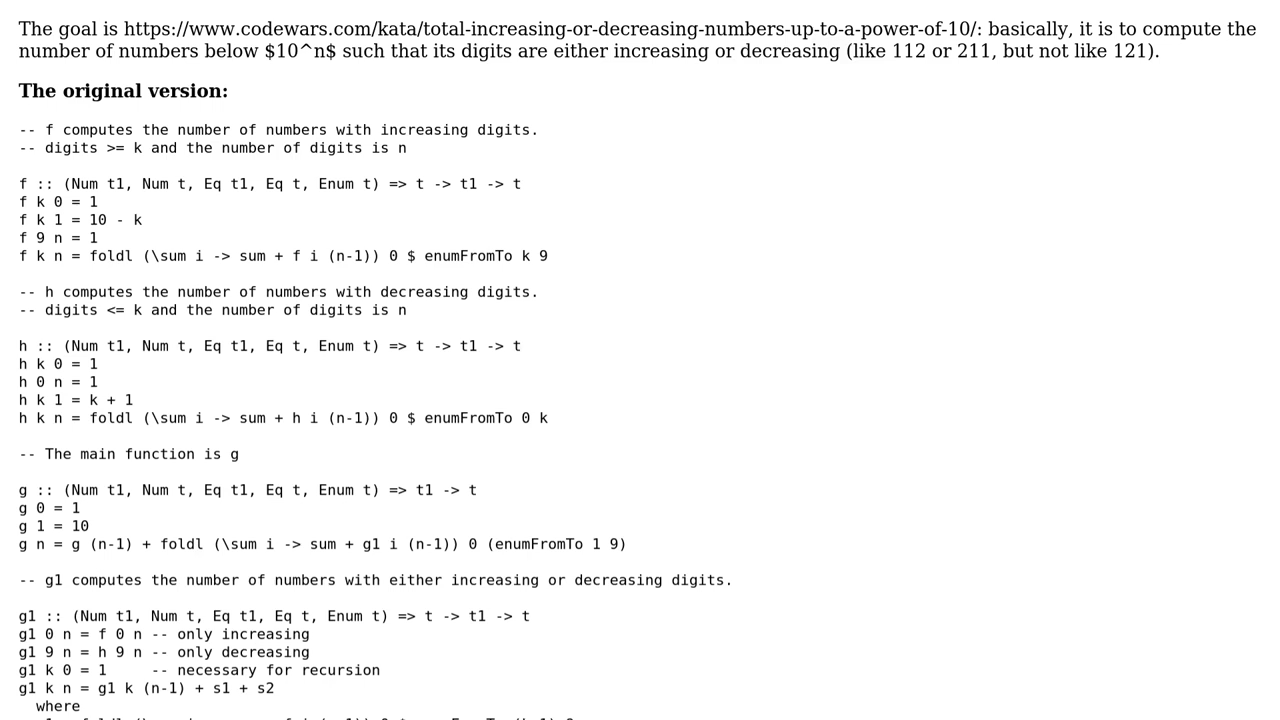 The goal is https://www.codewars.com/kata/total-increasing-or-decreasing-numbers-up-to-a-power-of-10/: basically, it is to compute the
number of numbers below $10^n$ such that its digits are either increasing or decreasing (like 112 or 211, but not like 121).
The original version:
-- f computes the number of numbers with increasing digits.
-- digits >= k and the number of digits is n
f :: (Num t1, Num t, Eq t1, Eq t, Enum t) => t -> t1 -> t
f k 0 = 1
f k 1 = 10 - k
f 9 n = 1
f k n = foldl (\sum i -> sum + f i (n-1)) 0 $ enumFromTo k 9
-- h computes the number of numbers with decreasing digits.
-- digits <= k and the number of digits is n
h :: (Num t1, Num t, Eq t1, Eq t, Enum t) => t -> t1 -> t
h k 0 = 1
h 0 n = 1
h k 1 = k + 1
h k n = foldl (\sum i -> sum + h i (n-1)) 0 $ enumFromTo 0 k
-- The main function is g
g :: (Num t1, Num t, Eq t1, Eq t, Enum t) => t1 -> t
g 0 = 1
g 1 = 10
g n = g (n-1) + foldl (\sum i -> sum + g1 i (n-1)) 0 (enumFromTo 1 9)
-- g1 computes the number of numbers with either increasing or decreasing digits.
g1 :: (Num t1, Num t, Eq t1, Eq t, Enum t) => t -> t1 -> t
g1 0 n = f 0 n -- only increasing
g1 9 n = h 9 n -- only decreasing
g1 k 0 = 1     -- necessary for recursion
g1 k n = g1 k (n-1) + s1 + s2
  where